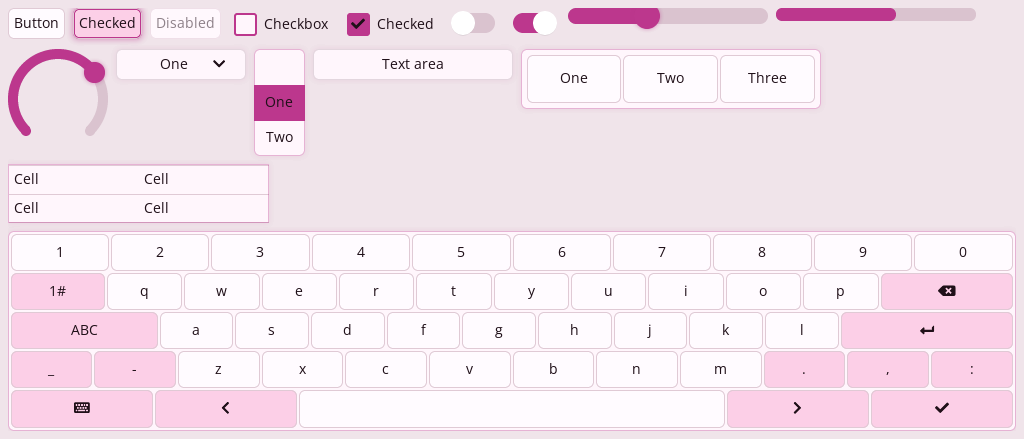 Button Checked Disabled Checkbox Checked
One
One
Two
Text area
One Two Three
Cell Cell
Cell Cell
1 2 3 4 5 6 7 8 9 0
1# q w e r t y u i o p
ABC a s d f g h j k l
_ - z x c v b n m . , :